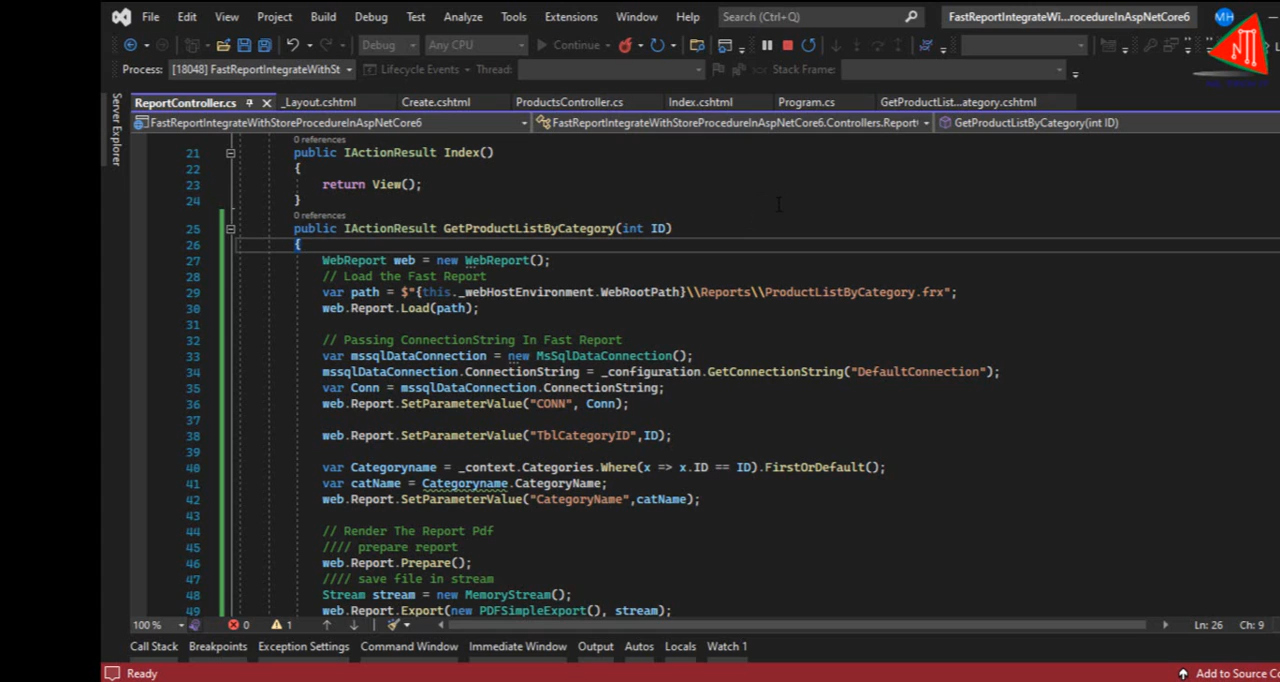 File Edit View Project Build Debug Test Analyze Tools Extensions Window Help Search (Ctrl+Q) FastReportIntegrateWi...rocedureInAspNetCore6 MH
Debug Any CPU Continue
Process: [18048] FastReportIntegrateWithSt Lifecycle Events Thread: Stack Frame:
Server Explorer
ReportController.cs _Layout.cshtml Create.cshtml ProductsController.cs Index.cshtml Program.cs GetProductList...ategory.cshtml
FastReportIntegrateWithStoreProcedureInAspNetCore6 FastReportIntegrateWithStoreProcedureInAspNetCore6.Controllers.Report GetProductListByCategory(int ID)
0 references
21 public IActionResult Index()
22 {
23 return View();
24 }
0 references
25 public IActionResult GetProductListByCategory(int ID)
26 {
27 WebReport web = new WebReport();
28 // Load the Fast Report
29 var path = $"{this._webHostEnvironment.WebRootPath}\\Reports\\ProductListByCategory.frx";
30 web.Report.Load(path);
31
32 // Passing ConnectionString In Fast Report
33 var mssqlDataConnection = new MsSqlDataConnection();
34 mssqlDataConnection.ConnectionString = _configuration.GetConnectionString("DefaultConnection");
35 var Conn = mssqlDataConnection.ConnectionString;
36 web.Report.SetParameterValue("CONN", Conn);
37
38 web.Report.SetParameterValue("TblCategoryID",ID);
39
40 var Categoryname = _context.Categories.Where(x => x.ID == ID).FirstOrDefault();
41 var catName = Categoryname.CategoryName;
42 web.Report.SetParameterValue("CategoryName",catName);
43
44 // Render The Report Pdf
45 //// prepare report
46 web.Report.Prepare();
47 //// save file in stream
48 Stream stream = new MemoryStream();
49 web.Report.Export(new PDFSimpleExport(), stream);
100 % 0 1 Ln: 26 Ch: 9
Call Stack Breakpoints Exception Settings Command Window Immediate Window Output Autos Locals Watch 1
Ready Add to Source Co